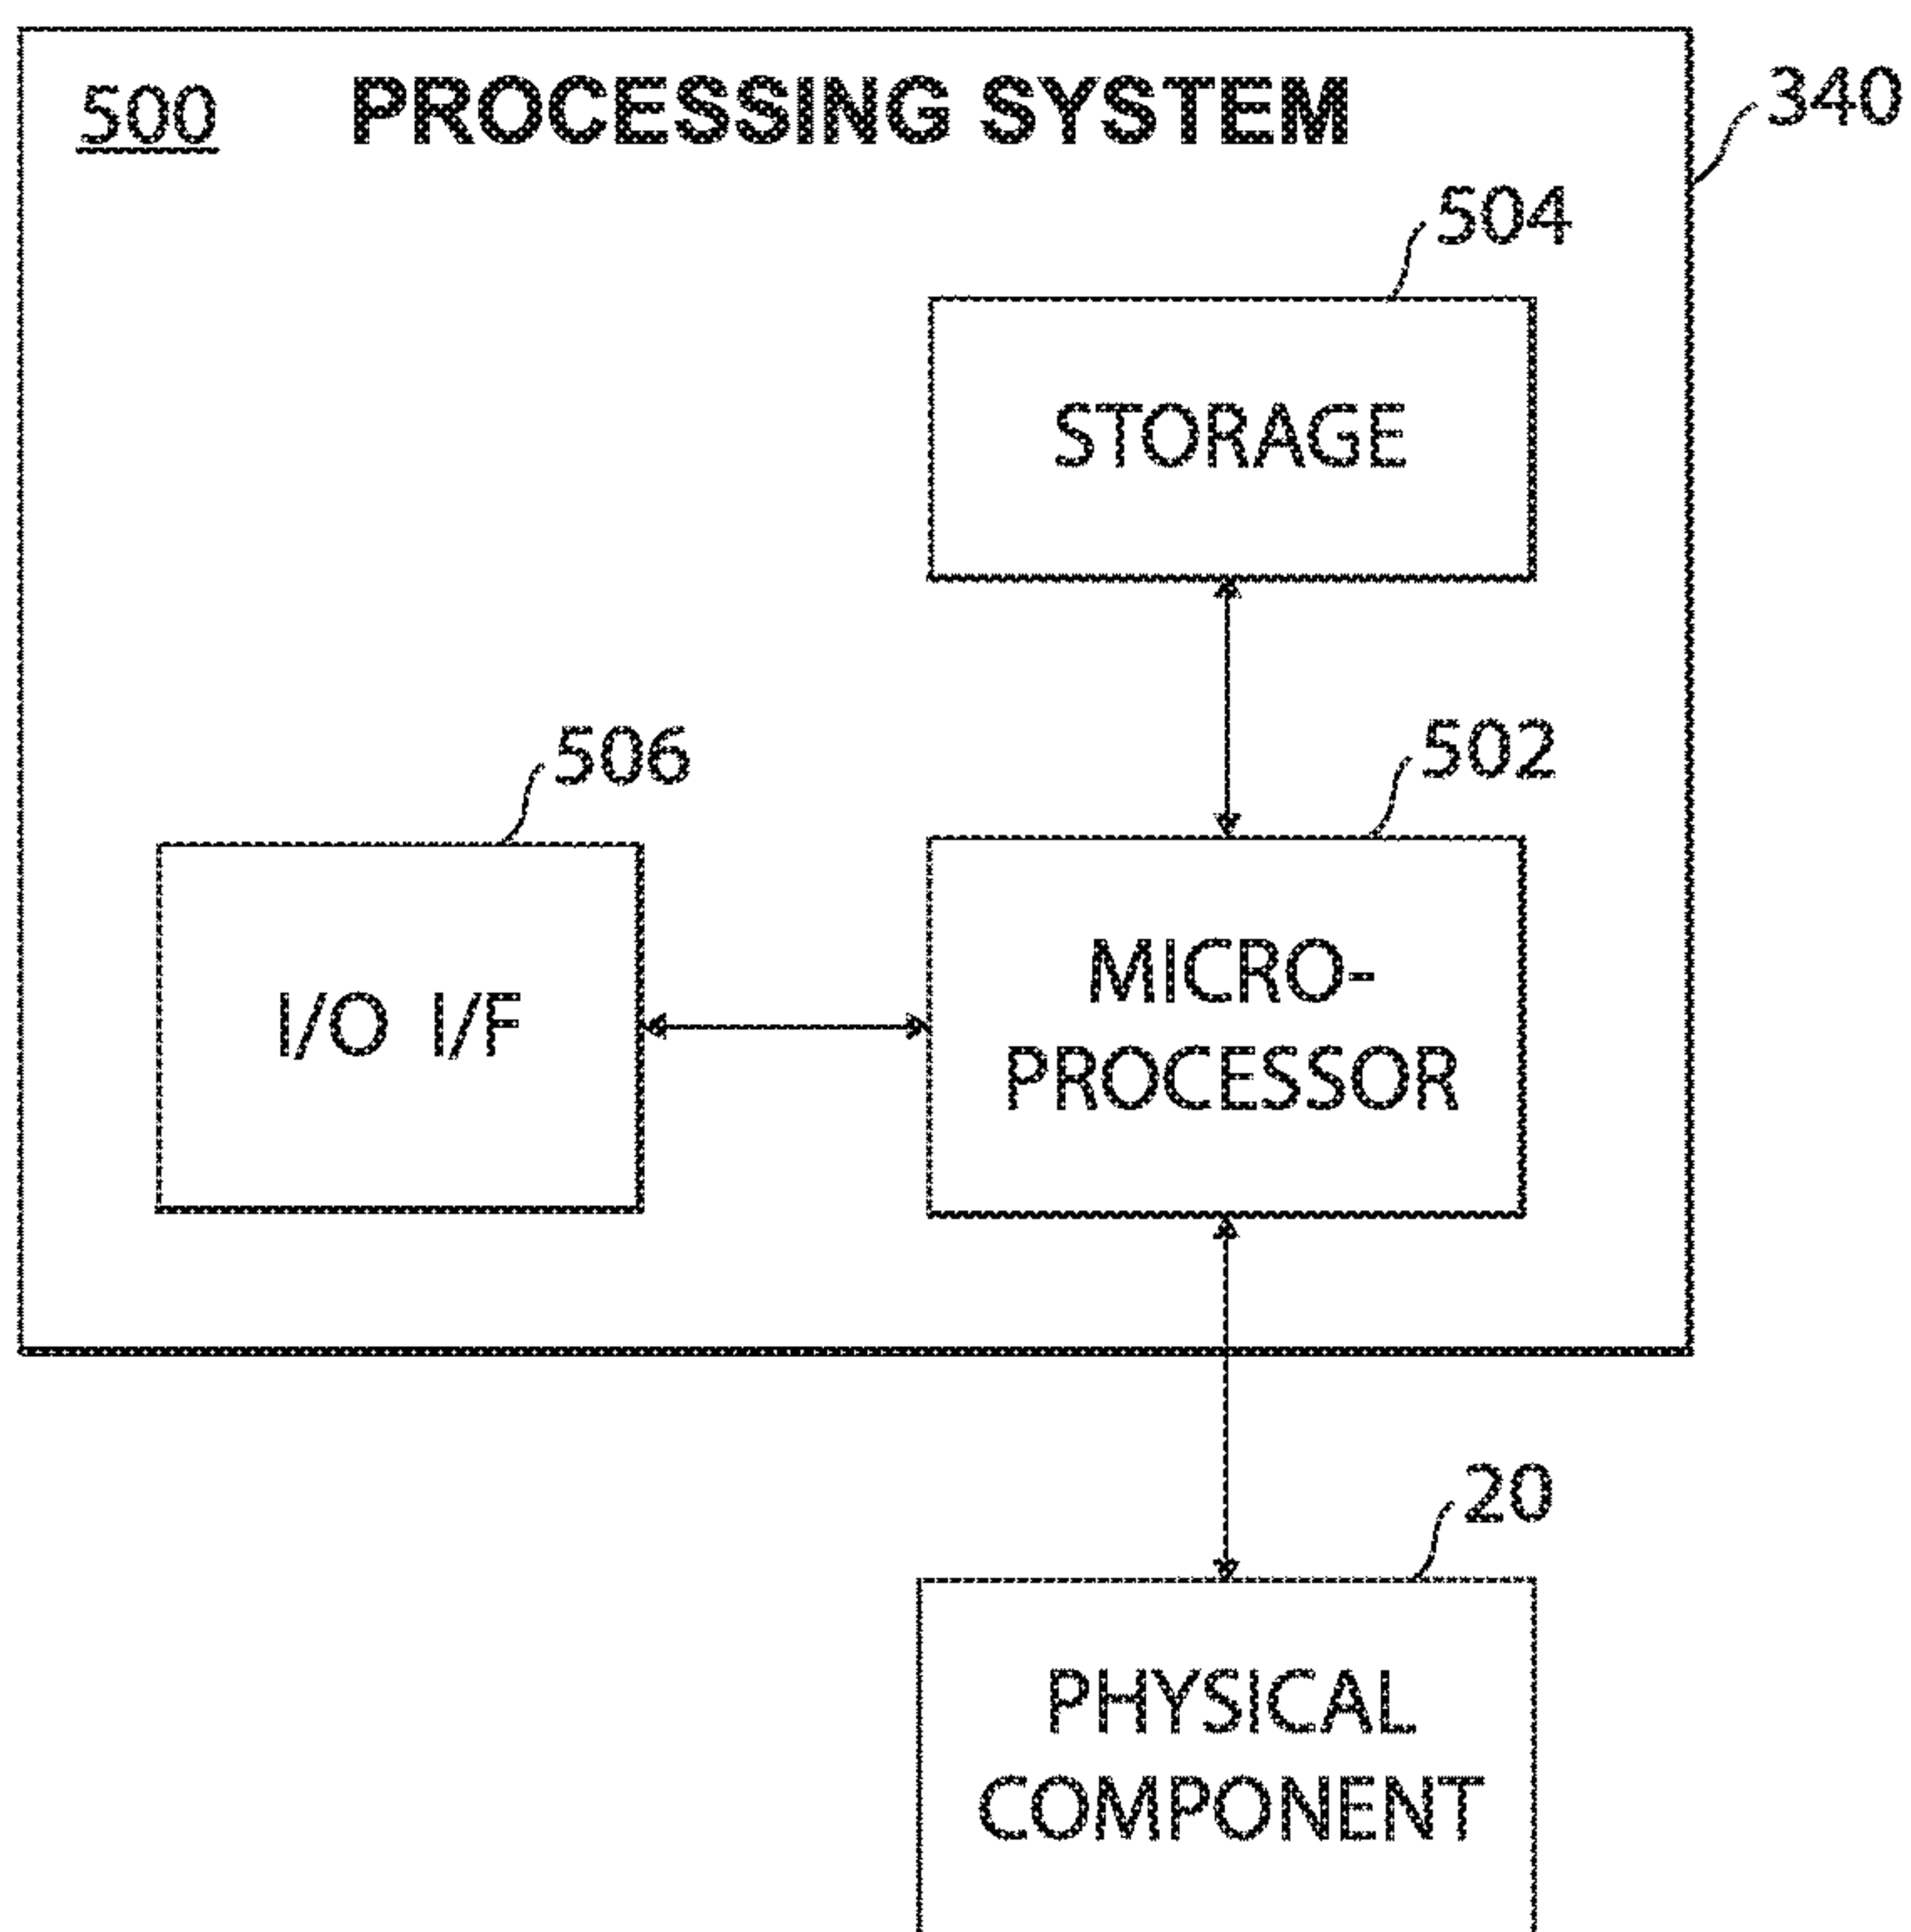 500 PROCESSING SYSTEM
340
504
STORAGE
506
502
I/O I/F
MICRO-
PROCESSOR
20
PHYSICAL
COMPONENT